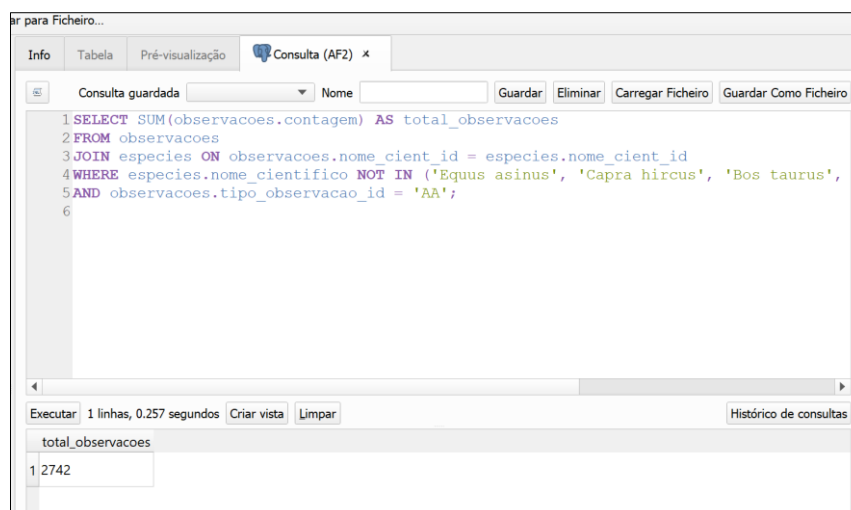 ar para Ficheiro...
Info Tabela Pré-visualização Consulta (AF2) x
Consulta guardada Nome Guardar Eliminar Carregar Ficheiro Guardar Como Ficheiro
1 SELECT SUM(observacoes.contagem) AS total_observacoes
2 FROM observacoes
3 JOIN especies ON observacoes.nome_cient_id = especies.nome_cient_id
4 WHERE especies.nome_cientifico NOT IN ('Equus asinus', 'Capra hircus', 'Bos taurus',
5 AND observacoes.tipo_observacao_id = 'AA';
6
Executar 1 linhas, 0.257 segundos Criar vista Limpar Histórico de consultas
total_observacoes
1 2742